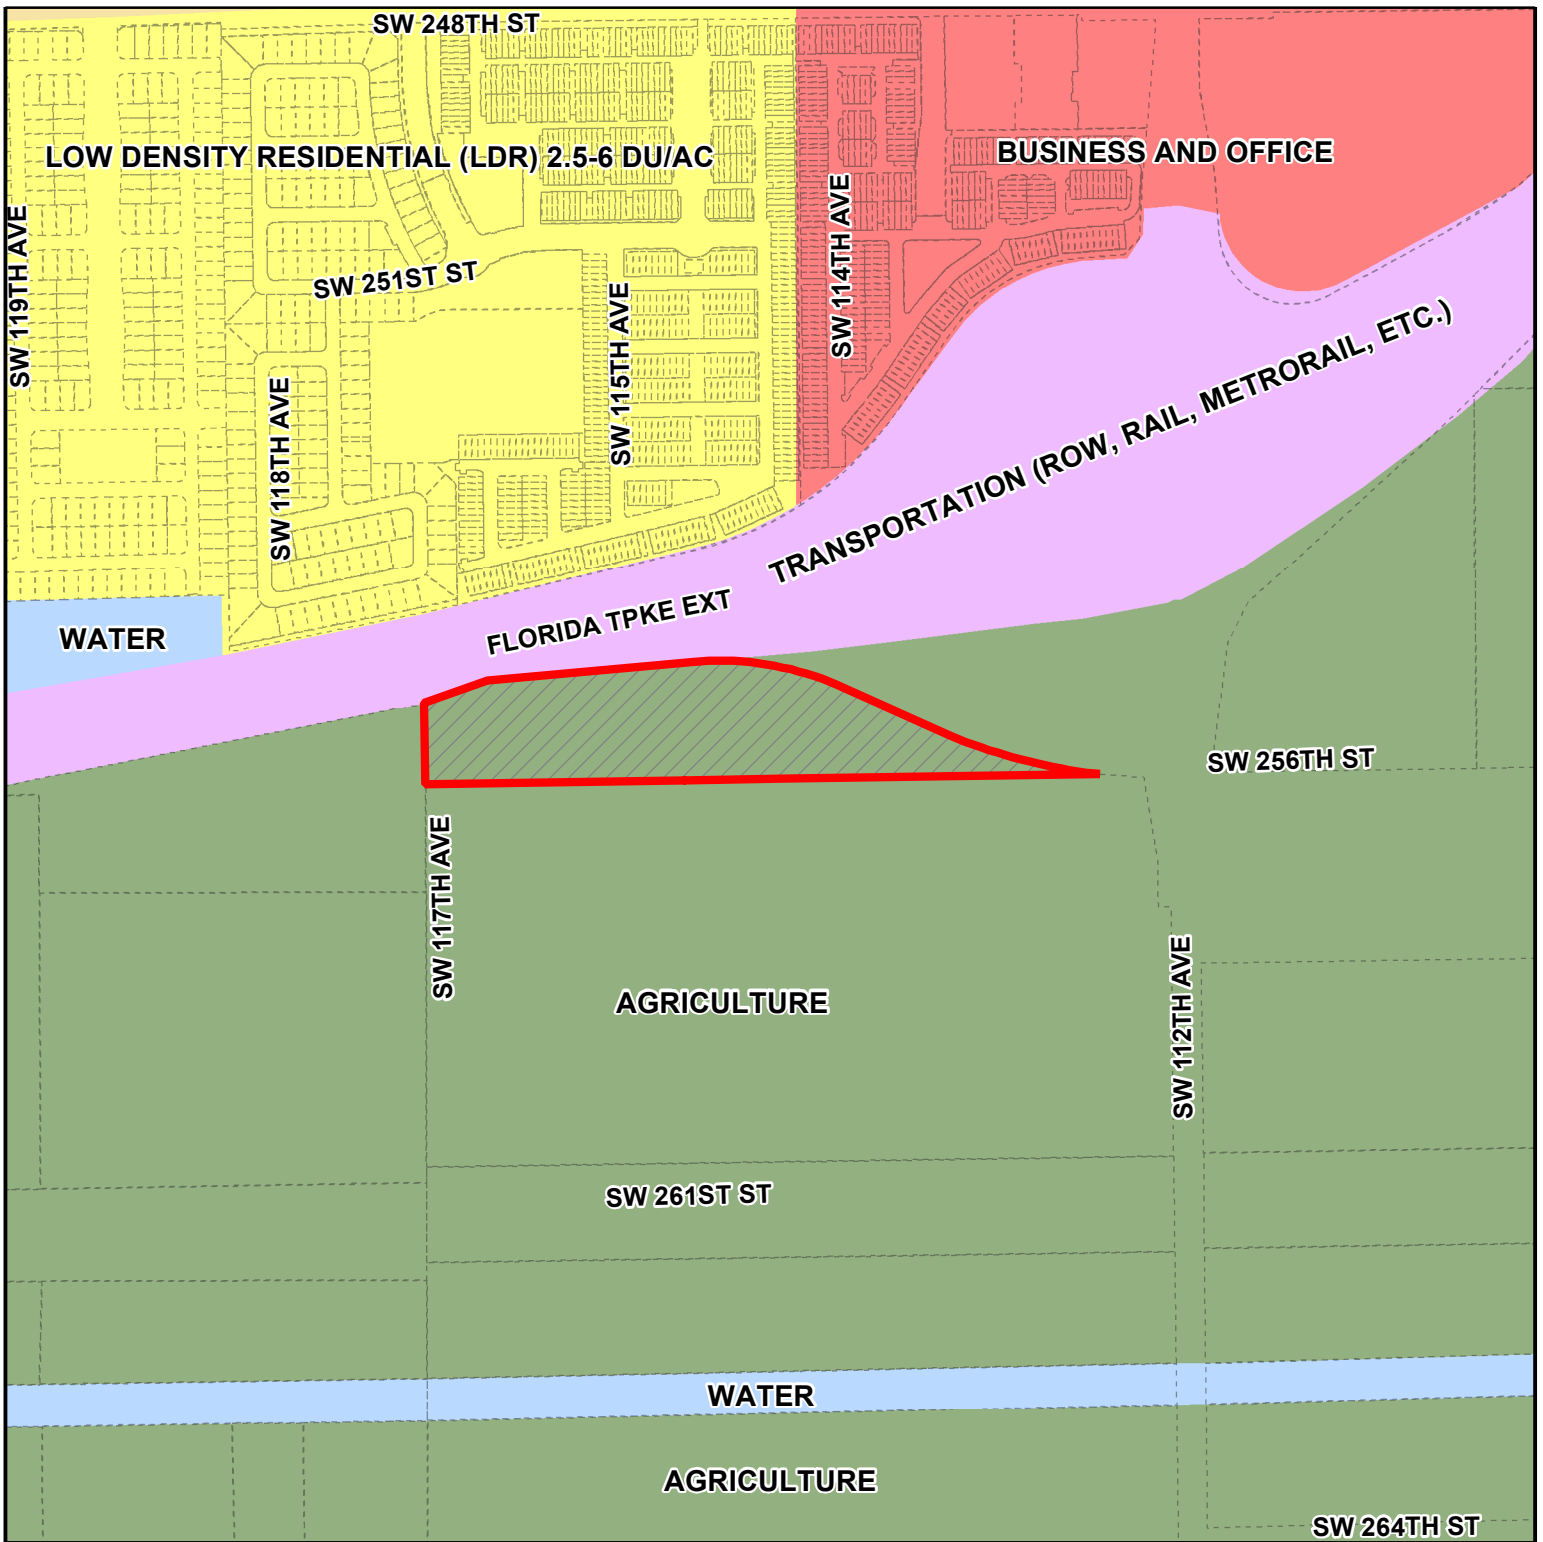 SW 248TH ST
LOW DENSITY RESIDENTIAL (LDR) 2.5-6 DU/AC
BUSINESS AND OFFICE
SW 119TH AVE
SW 114TH AVE
SW 251ST ST
SW 115TH AVE
SW 118TH AVE
TRANSPORTATION (ROW, RAIL, METRORAIL, ETC.)
FLORIDA TPKE EXT
WATER
SW 256TH ST
SW 117TH AVE
AGRICULTURE
SW 112TH AVE
SW 261ST ST
WATER
AGRICULTURE
SW 264TH ST